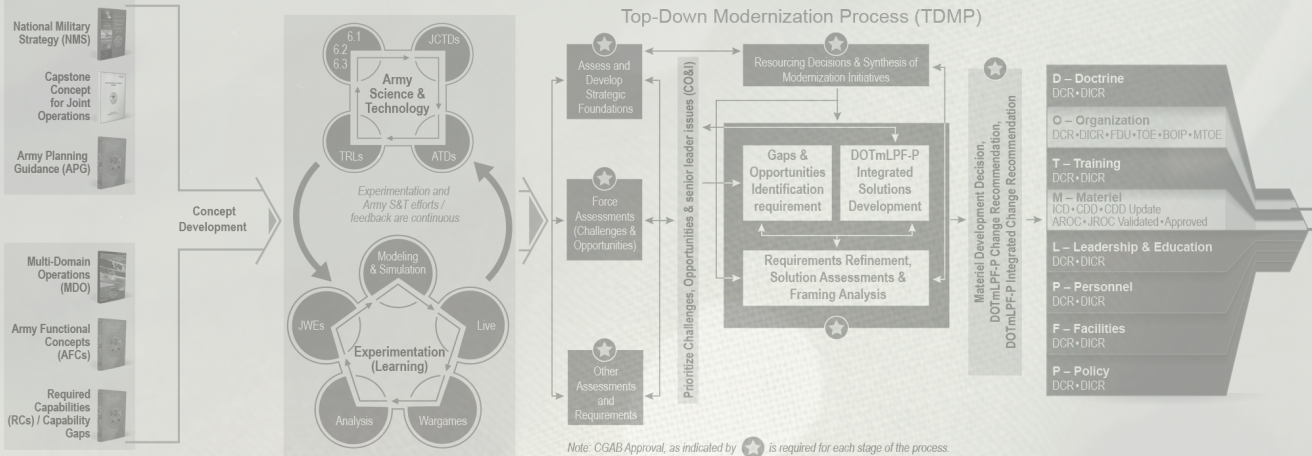 Top-Down Modernization Process (TDMP)
National Military
Strategy (NMS)
Capstone
Concept
for Joint
Operations
Army Planning
Guidance (APG)
Multi-Domain
Operations
(MDO)
Army Functional
Concepts
(AFCs)
Required
Capabilities
(RCs) / Capability
Gaps
Concept
Development
6.1
6.2
6.3
JCTDs
Army
Science &
Technology
TRLs
ATDs
Experimentation and
Army S&T efforts /
feedback are continuous
Modeling
& Simulation
JWEs
Live
Experimentation
(Learning)
Analysis
Wargames
Assess and
Develop
Strategic
Foundations
Force
Assessments
(Challenges &
Opportunities)
Other
Assessments
and
Requirements
Prioritize Challenges, Opportunities & senior leader issues (CO&I)
Resourcing Decisions & Synthesis of
Modernization Initiatives
Gaps &
Opportunities
Identification
requirement
DOTmLPF-P
Integrated
Solutions
Development
Requirements Refinement,
Solution Assessments &
Framing Analysis
Materiel Development Decision,
DOTmLPF-P Change Recommendation,
DOTmLPF-P Integrated Change Recommendation
D – Doctrine
DCR•DICR
O – Organization
DCR•DICR•FDU•TOE•BOIP•MTOE
T – Training
DCR•DICR
M – Materiel
ICD•CDD•CDD Update
AROC•JROC Validated•Approved
L – Leadership & Education
DCR•DICR
P – Personnel
DCR•DICR
F – Facilities
DCR•DICR
P – Policy
DCR•DICR
Note: CGAB Approval, as indicated by is required for each stage of the process.